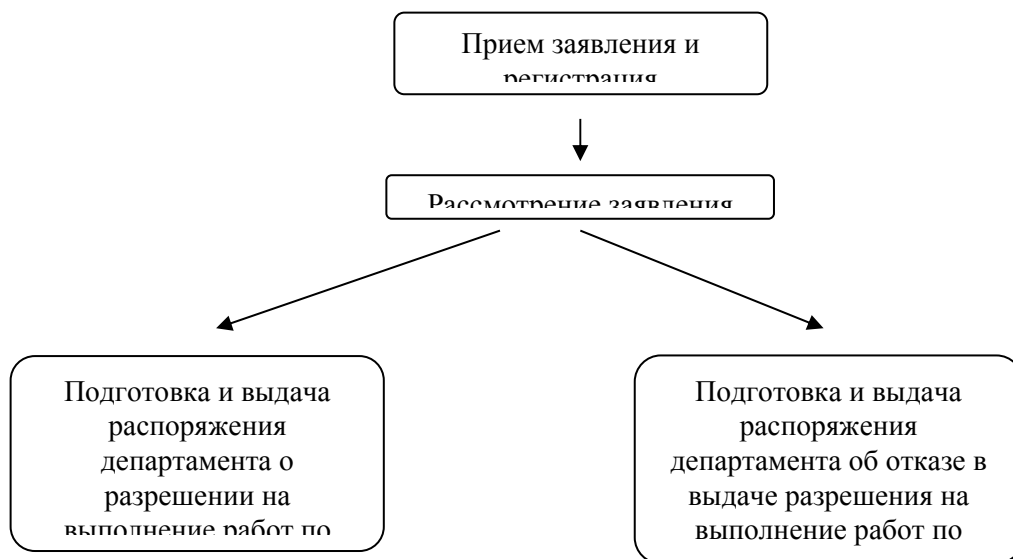 Прием заявления и
регистрация
Рассмотрение заявления
Подготовка и выдача
распоряжения
департамента о
разрешении на
выполнение работ по
Подготовка и выдача
распоряжения
департамента об отказе в
выдаче разрешения на
выполнение работ по